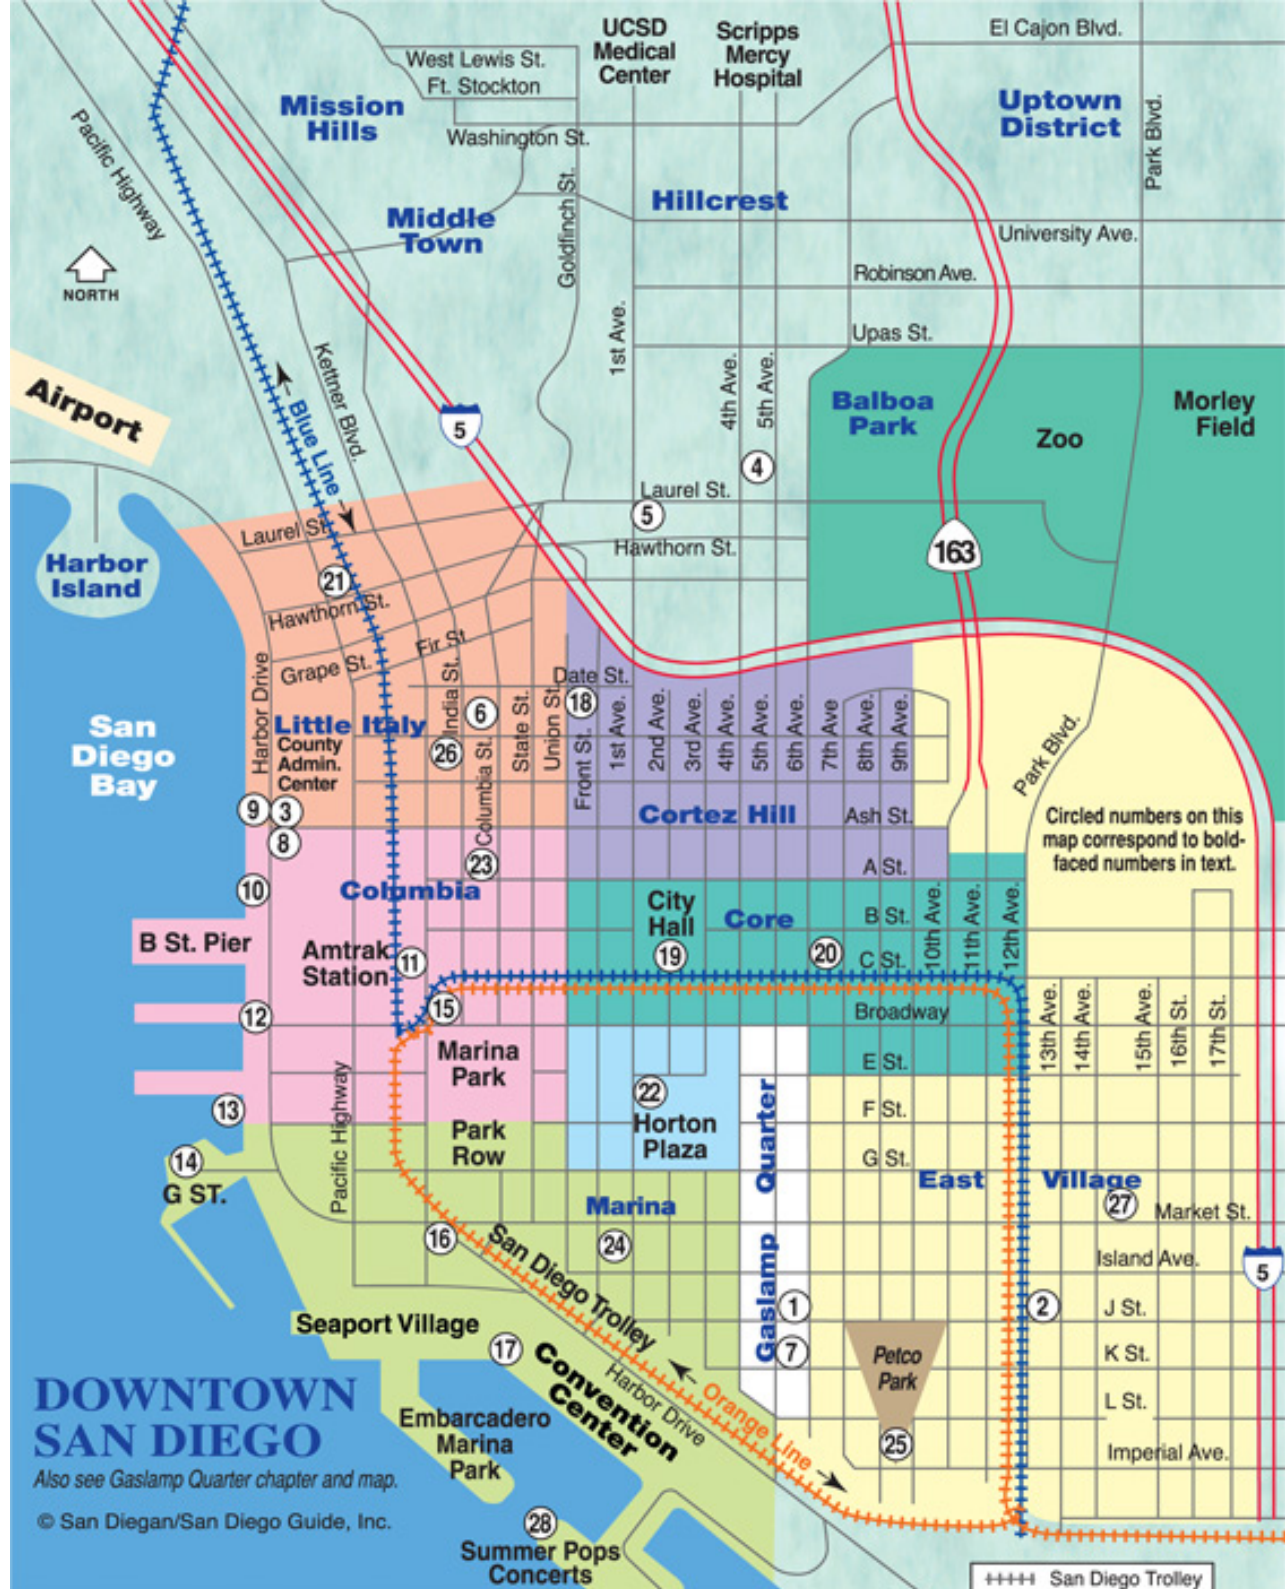 UCSD
Medical
Center
Scripps
Mercy
Hospital
El Cajon Blvd.
West Lewis St.
Ft. Stockton
Mission
Hills
Uptown
District
Washington St.
Pacific Highway
Park Blvd.
Goldfinch St.
Middle
Town
Hillcrest
University Ave.
Robinson Ave.
NORTH
1st Ave.
Upas St.
4th Ave.
5th Ave.
Kettner Blvd.
Airport
Blue Line
5
Balboa
Park
Zoo
Morley
Field
4
Laurel St.
5
Hawthorn St.
163
Laurel St.
Harbor
Island
21
Hawthorn St.
Fir St
Grape St.
Harbor Drive
India St.
Date St.
18
6
State St.
Union St.
Front St.
1st Ave.
2nd Ave.
3rd Ave.
4th Ave.
5th Ave.
6th Ave.
7th Ave
8th Ave.
9th Ave.
Park Blvd.
Little Italy
San
Diego
Bay
County
Admin.
Center
26
Columbia St.
9
3
8
Cortez Hill
Ash St.
Circled numbers on this
map correspond to bold-
faced numbers in text.
23
A St.
10
Columbia
City
Hall
Core
B St.
10th Ave.
11th Ave.
12th Ave.
B St. Pier
Amtrak
Station
11
19
20
C St.
12
15
Broadway
13th Ave.
14th Ave.
15th Ave.
16th St.
17th St.
Marina
Park
E St.
22
Horton
Plaza
13
F St.
Pacific Highway
Park
Row
14
G ST.
G St.
Gaslamp Quarter
East Village
27
Market St.
Marina
16
24
San Diego Trolley
Island Ave.
5
1
2
J St.
Seaport Village
17
7
Petco
Park
K St.
Convention
Center
Harbor Drive
Orange Line
L St.
DOWNTOWN
SAN DIEGO
Also see Gaslamp Quarter chapter and map.
© San Diegan/San Diego Guide, Inc.
Embarcadero
Marina
Park
25
Imperial Ave.
28
Summer Pops
Concerts
San Diego Trolley